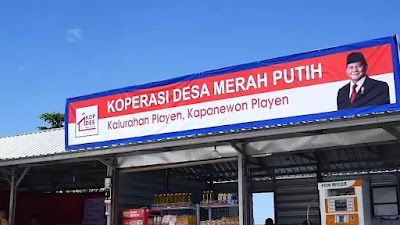 KOPERASI DESA MERAH PUTIH
Kalurahan Playen, Kapanewon Playen
KOP
DES